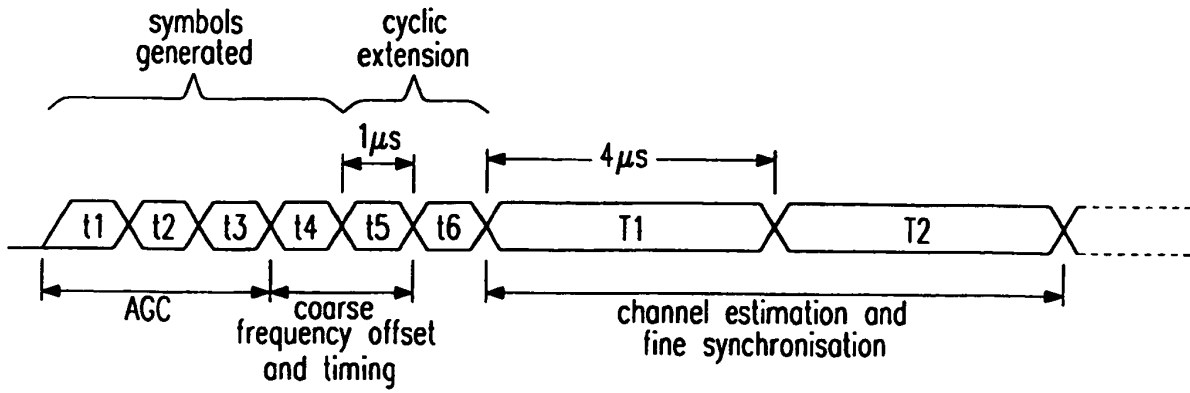 symbols
generated
cyclic
extension
1μs
4μs
t1 t2 t3 t4 t5 t6 T1 T2
AGC
coarse
frequency offset
and timing
channel estimation and
fine synchronisation